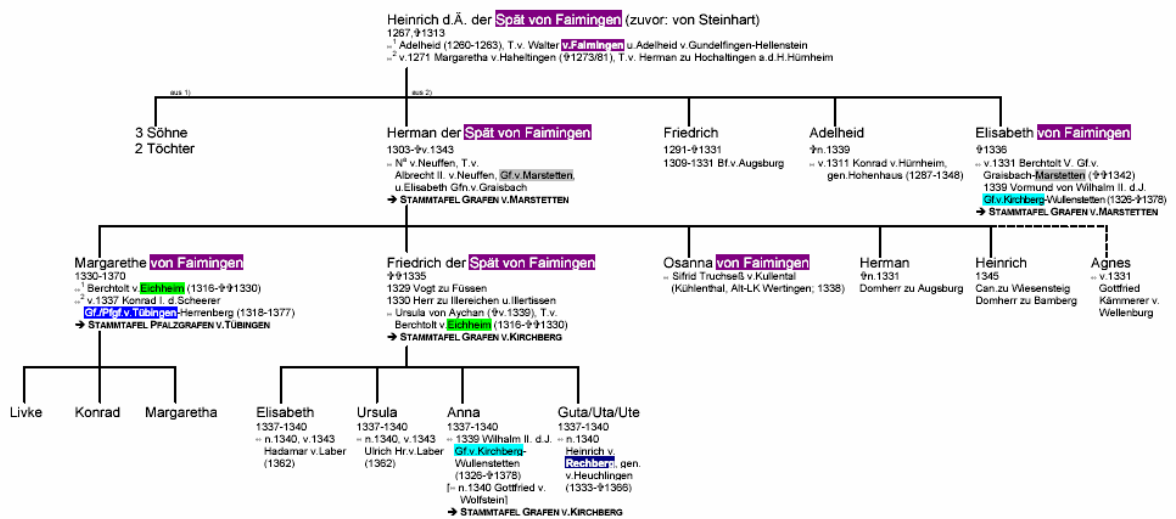 Heinrich d.Ä. der Spät von Faimingen (zuvor: von Steinhart)
1267,✞1313
∞¹ Adelheid (1260-1263), T.v. Walter v.Faimingen u.Adelheid v.Gundelfingen-Hellenstein
∞² v.1271 Margaretha v.Haheltingen (✞1273/81), T.v. Herman zu Hochaltingen a.d.H.Hürnheim
aus 1)
aus 2)
3 Söhne
2 Töchter
Herman der Spät von Faimingen
1303-✞v.1343
∞ Nª v.Neuffen, T.v.
Albrecht II. v.Neuffen, Gf.v.Marstetten,
u.Elisabeth Gfn.v.Graisbach
➔ STAMMTAFEL GRAFEN V.MARSTETTEN
Friedrich
1291-✞1331
1309-1331 Bf.v.Augsburg
Adelheid
✞n.1339
∞ v.1311 Konrad v.Hürnheim,
gen.Hohenhaus (1287-1348)
Elisabeth von Faimingen
✞1336
∞ v.1331 Berchtolt V. Gf.v.
Graisbach-Marstetten (✞✞1342)
1339 Vormund von Wilhalm II. d.J.
Gf.v.Kirchberg-Wullenstetten (1326-✞1378)
➔ STAMMTAFEL GRAFEN V.MARSTETTEN
Margarethe von Faimingen
1330-1370
∞¹ Berchtolt v.Eichheim (1316-✞✞1330)
∞² v.1337 Konrad I. d.Scheerer
Gf./Pfgf.v.Tübingen-Herrenberg (1318-1377)
➔ STAMMTAFEL PFALZGRAFEN V.TÜBINGEN
Friedrich der Spät von Faimingen
✞✞1335
1329 Vogt zu Füssen
1330 Herr zu Illereichen u.Illertissen
∞ Ursula von Aychan (✞v.1339), T.v.
Berchtolt v.Eichheim (1316-✞✞1330)
➔ STAMMTAFEL GRAFEN V.KIRCHBERG
Osanna von Faimingen
∞ Sifrid Truchseß v.Kullental
(Kühlenthal, Alt-LK Wertingen; 1338)
Herman
✞n.1331
Domherr zu Augsburg
Heinrich
1345
Can.zu Wiesensteig
Domherr zu Bamberg
Agnes
∞ v.1331
Gottfried
Kämmerer v.
Wellenburg
Livke
Konrad
Margaretha
Elisabeth
1337-1340
∞ n.1340, v.1343
Hadamar v.Laber
(1362)
Ursula
1337-1340
∞ n.1340, v.1343
Ulrich Hr.v.Laber
(1362)
Anna
1337-1340
∞ 1339 Wilhalm II. d.J.
Gf.v.Kirchberg-
Wullenstetten
(1326-✞1378)
[∞ n.1340 Gottfried v.
Wolfstein]
➔ STAMMTAFEL GRAFEN V.KIRCHBERG
Guta/Uta/Ute
1337-1340
∞ n.1340
Heinrich v.
Rechberg, gen.
v.Heuchlingen
(1333-✞1366)